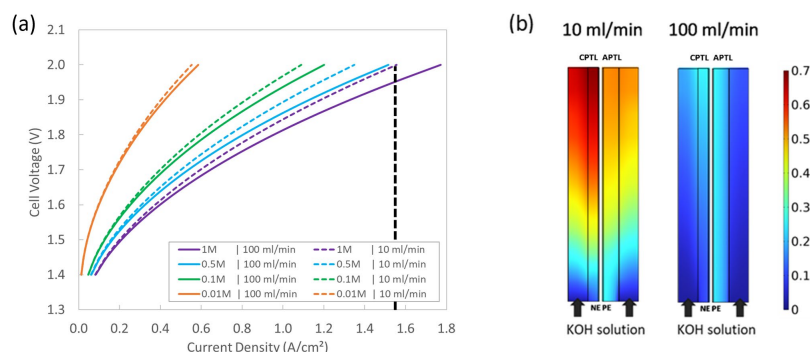 (a)
2.1
2.0
1.9
1.8
1.7
1.6
1.5
1.4
1.3
Cell Voltage (V)
1M | 100 ml/min 1M | 10 ml/min
0.5M | 100 ml/min 0.5M | 10 ml/min
0.1M | 100 ml/min 0.1M | 10 ml/min
0.01M | 100 ml/min 0.01M | 10 ml/min
0.0 0.2 0.4 0.6 0.8 1.0 1.2 1.4 1.6 1.8
Current Density (A/cm²)
(b)
10 ml/min 100 ml/min
CPTL APTL CPTL APTL
0.7
0.6
0.5
0.4
0.3
0.2
0.1
0
NE PE NE PE
KOH solution KOH solution